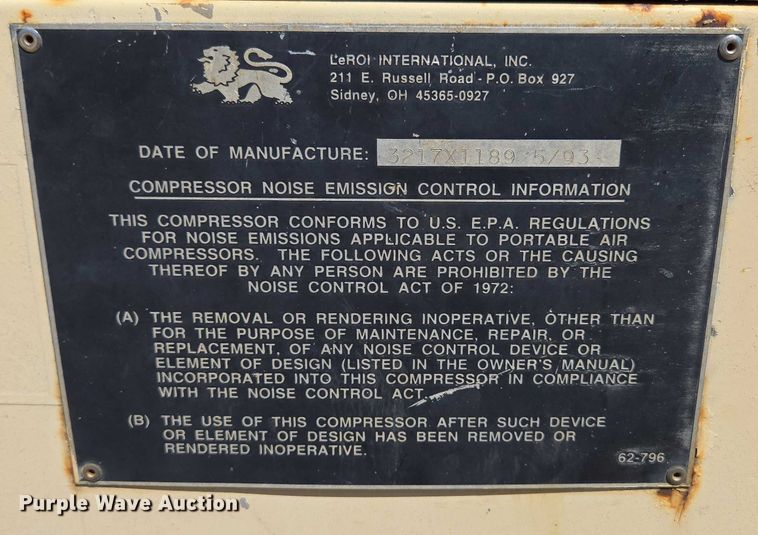 LeROI INTERNATIONAL, INC.
211 E. Russell Road - P.O. Box 927
Sidney, OH 45365-0927
DATE OF MANUFACTURE: 3217X1189 5/93
COMPRESSOR NOISE EMISSION CONTROL INFORMATION
THIS COMPRESSOR CONFORMS TO U.S. E.P.A. REGULATIONS
FOR NOISE EMISSIONS APPLICABLE TO PORTABLE AIR
COMPRESSORS. THE FOLLOWING ACTS OR THE CAUSING
THEREOF BY ANY PERSON ARE PROHIBITED BY THE
NOISE CONTROL ACT OF 1972:
(A) THE REMOVAL OR RENDERING INOPERATIVE, OTHER THAN
FOR THE PURPOSE OF MAINTENANCE, REPAIR, OR
REPLACEMENT, OF ANY NOISE CONTROL DEVICE OR
ELEMENT OF DESIGN (LISTED IN THE OWNER'S MANUAL)
INCORPORATED INTO THIS COMPRESSOR IN COMPLIANCE
WITH THE NOISE CONTROL ACT
(B) THE USE OF THIS COMPRESSOR AFTER SUCH DEVICE
OR ELEMENT OF DESIGN HAS BEEN REMOVED OR
RENDERED INOPERATIVE.
62-796
Purple Wave Auction